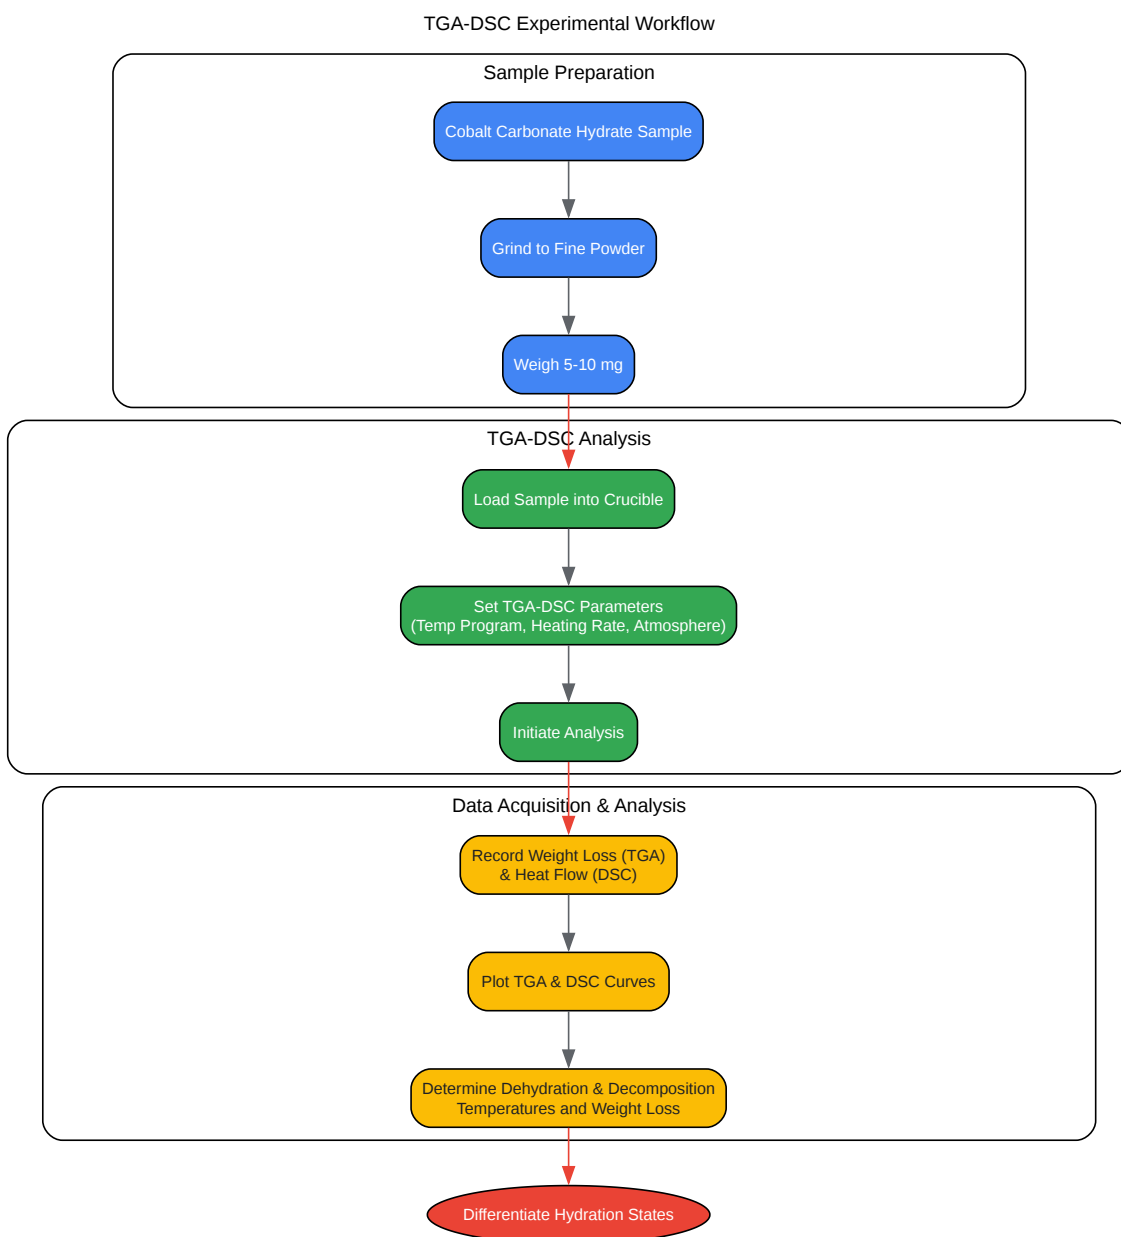 TGA-DSC Experimental Workflow
Sample Preparation
Cobalt Carbonate Hydrate Sample
Grind to Fine Powder
Weigh 5-10 mg
TGA-DSC Analysis
Load Sample into Crucible
Set TGA-DSC Parameters
(Temp Program, Heating Rate, Atmosphere)
Initiate Analysis
Data Acquisition & Analysis
Record Weight Loss (TGA)
& Heat Flow (DSC)
Plot TGA & DSC Curves
Determine Dehydration & Decomposition
Temperatures and Weight Loss
Differentiate Hydration States